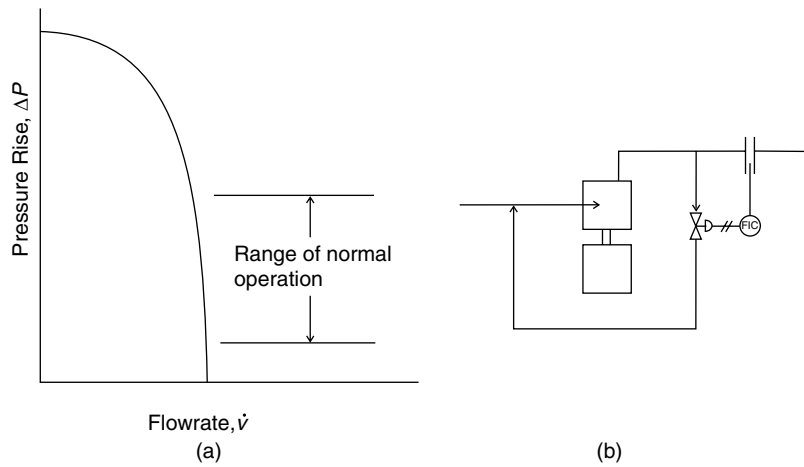 Pressure Rise, ΔP
Range of normal
operation
Flowrate, v̇
(a)
FIC
(b)